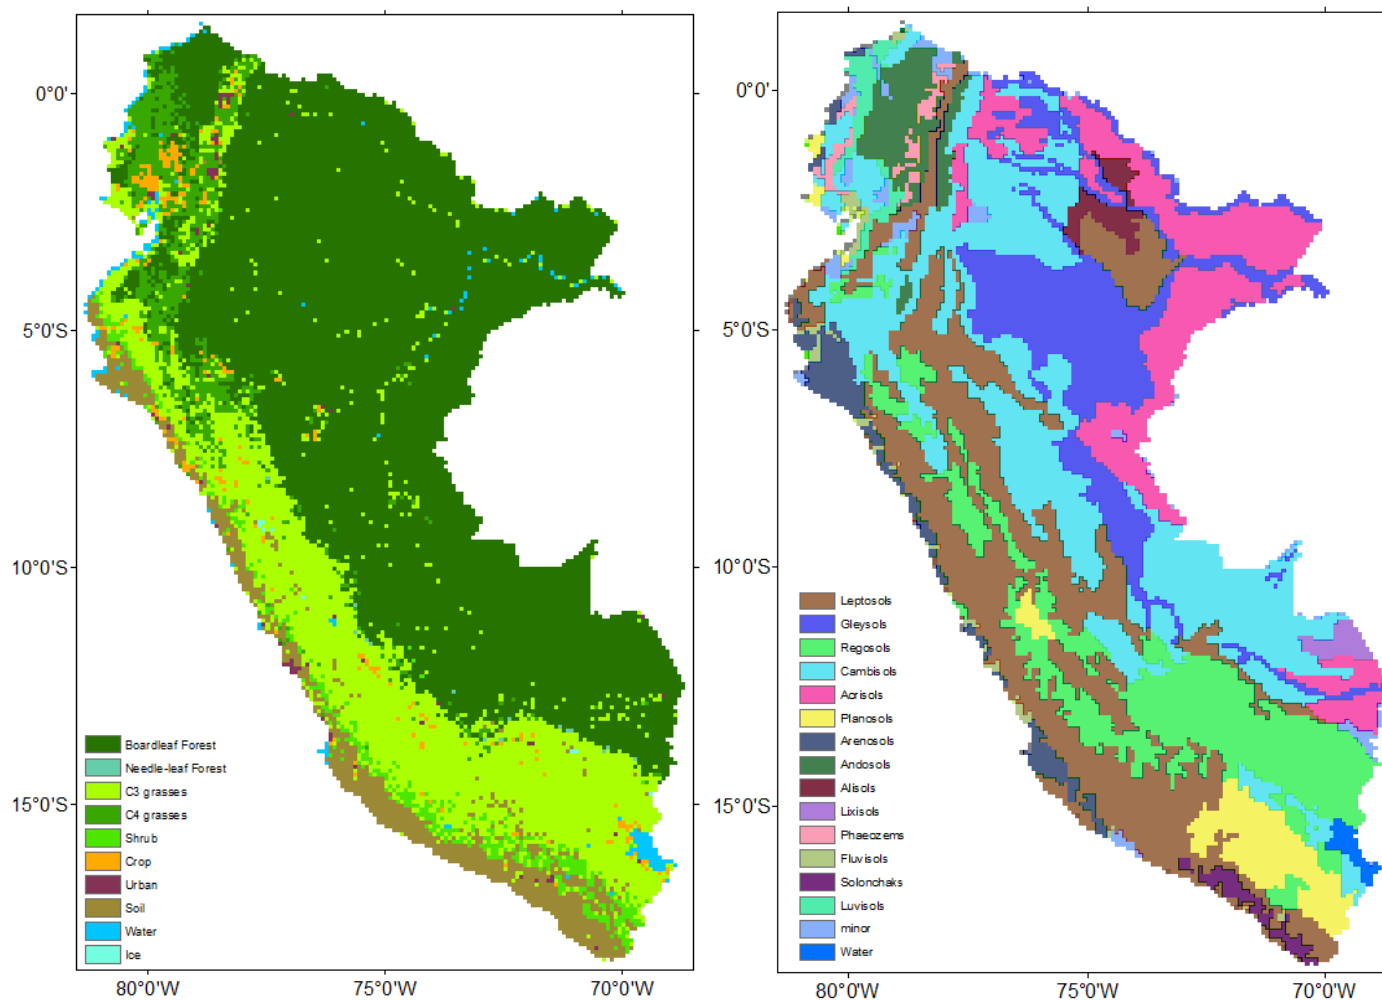 0°0'
5°0'S
10°0'S
15°0'S
80°0'W
75°0'W
70°0'W
Boardleaf Forest
Needle-leaf Forest
C3 grasses
C4 grasses
Shrub
Crop
Urban
Soil
Water
Ice
0°0'
5°0'S
10°0'S
15°0'S
80°0'W
75°0'W
70°0'W
Leptosols
Gleysols
Regosols
Cambisols
Acrisols
Planosols
Arenosols
Andosols
Alisols
Lixisols
Phaeozems
Fluvisols
Solonchaks
Luvisols
minor
Water